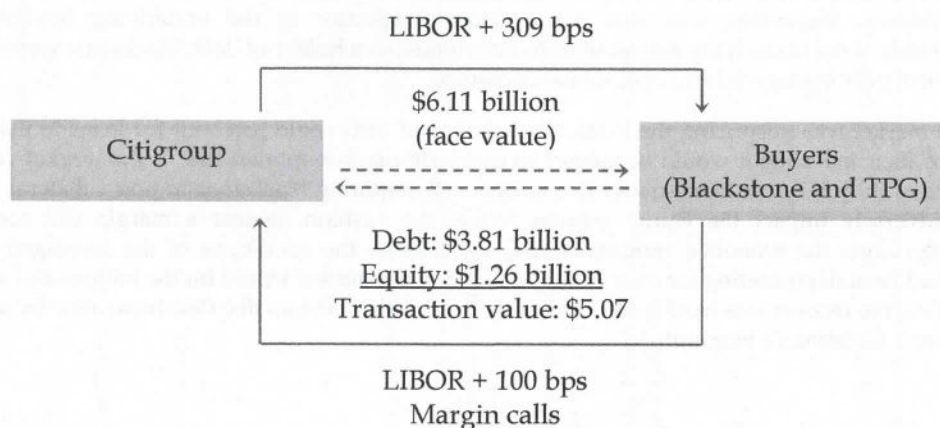 LIBOR + 309 bps
$6.11 billion
(face value)
Citigroup
Buyers
(Blackstone and TPG)
Debt: $3.81 billion
Equity: $1.26 billion
Transaction value: $5.07
LIBOR + 100 bps
Margin calls